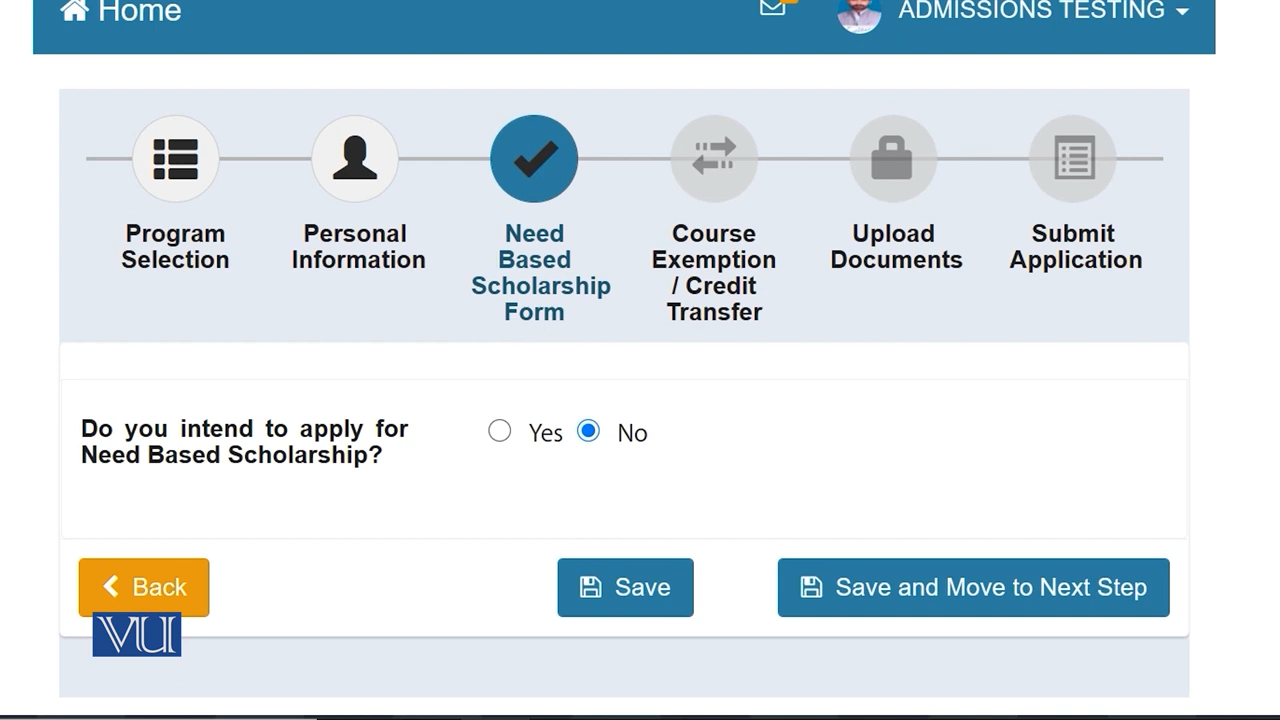 Home
ADMISSIONS TESTING
Program
Selection
Personal
Information
Need
Based
Scholarship
Form
Course
Exemption
/ Credit
Transfer
Upload
Documents
Submit
Application
Do you intend to apply for
Need Based Scholarship?
Yes
No
Back
Save
Save and Move to Next Step
VU